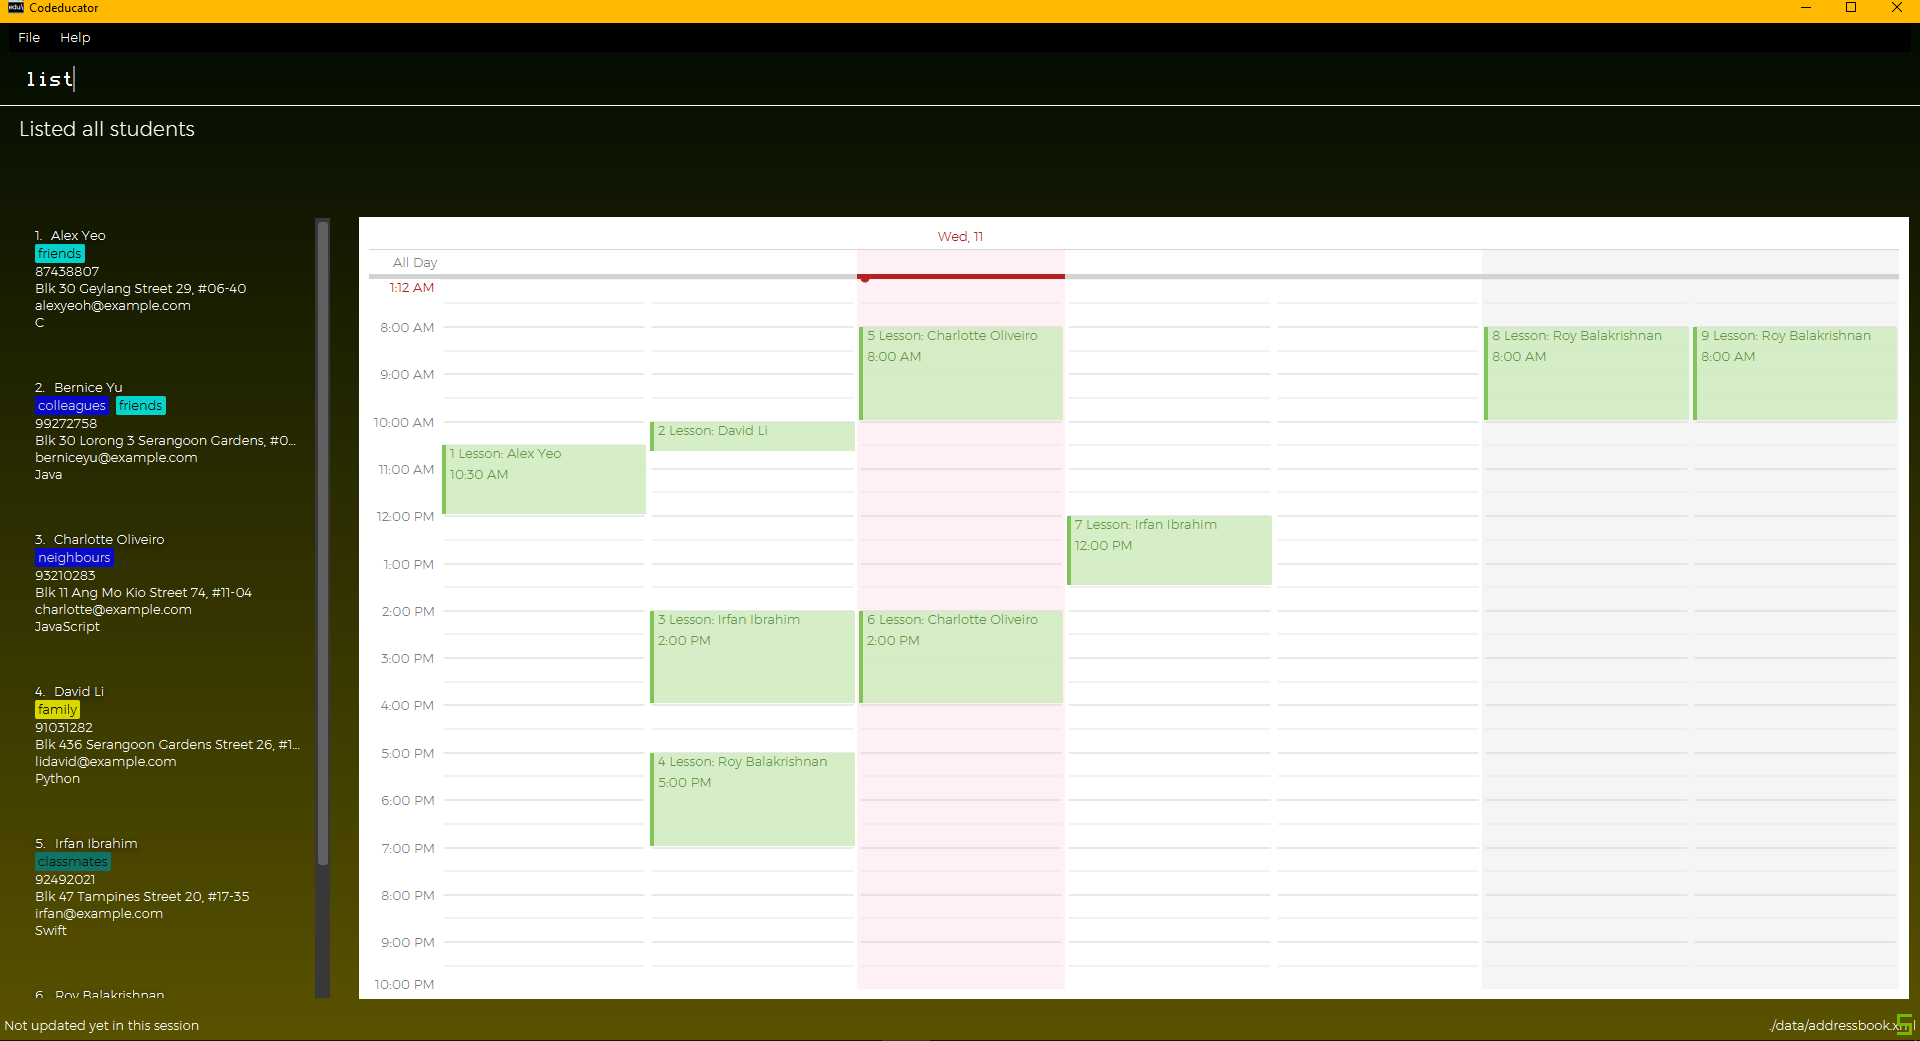 edu\
Codeducator
File Help
list
Listed all students
1. Alex Yeo
friends
87438807
Blk 30 Geylang Street 29, #06-40
alexyeoh@example.com
C
2. Bernice Yu
colleagues friends
99272758
Blk 30 Lorong 3 Serangoon Gardens, #0...
berniceyu@example.com
Java
3. Charlotte Oliveiro
neighbours
93210283
Blk 11 Ang Mo Kio Street 74, #11-04
charlotte@example.com
JavaScript
4. David Li
family
91031282
Blk 436 Serangoon Gardens Street 26, #1...
lidavid@example.com
Python
5. Irfan Ibrahim
classmates
92492021
Blk 47 Tampines Street 20, #17-35
irfan@example.com
Swift
6. Roy Balakrishnan
Wed, 11
All Day
1:12 AM
8:00 AM
9:00 AM
10:00 AM
11:00 AM
12:00 PM
1:00 PM
2:00 PM
3:00 PM
4:00 PM
5:00 PM
6:00 PM
7:00 PM
8:00 PM
9:00 PM
10:00 PM
1 Lesson: Alex Yeo
10:30 AM
2 Lesson: David Li
3 Lesson: Irfan Ibrahim
2:00 PM
4 Lesson: Roy Balakrishnan
5:00 PM
5 Lesson: Charlotte Oliveiro
8:00 AM
6 Lesson: Charlotte Oliveiro
2:00 PM
7 Lesson: Irfan Ibrahim
12:00 PM
8 Lesson: Roy Balakrishnan
8:00 AM
9 Lesson: Roy Balakrishnan
8:00 AM
Not updated yet in this session
./data/addressbook.xml